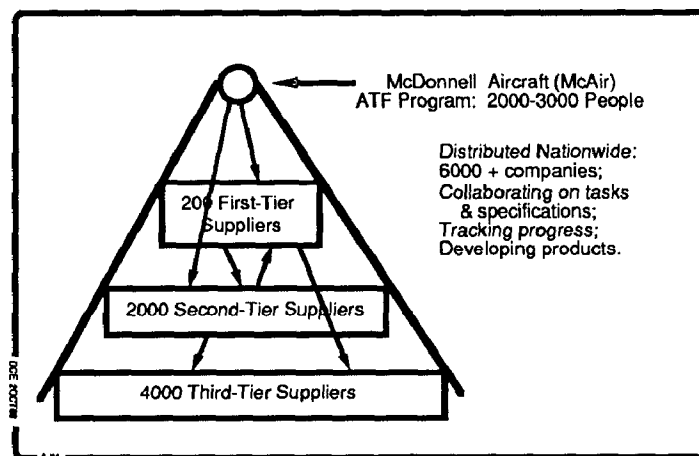 McDonnell Aircraft (McAir)
ATF Program: 2000-3000 People
Distributed Nationwide:
6000 + companies;
Collaborating on tasks
& specifications;
Tracking progress;
Developing products.
200 First-Tier
Suppliers
2000 Second-Tier Suppliers
4000 Third-Tier Suppliers